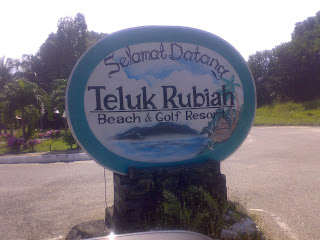 Selamat Datang
Teluk Rubiah
Beach & Golf Resort